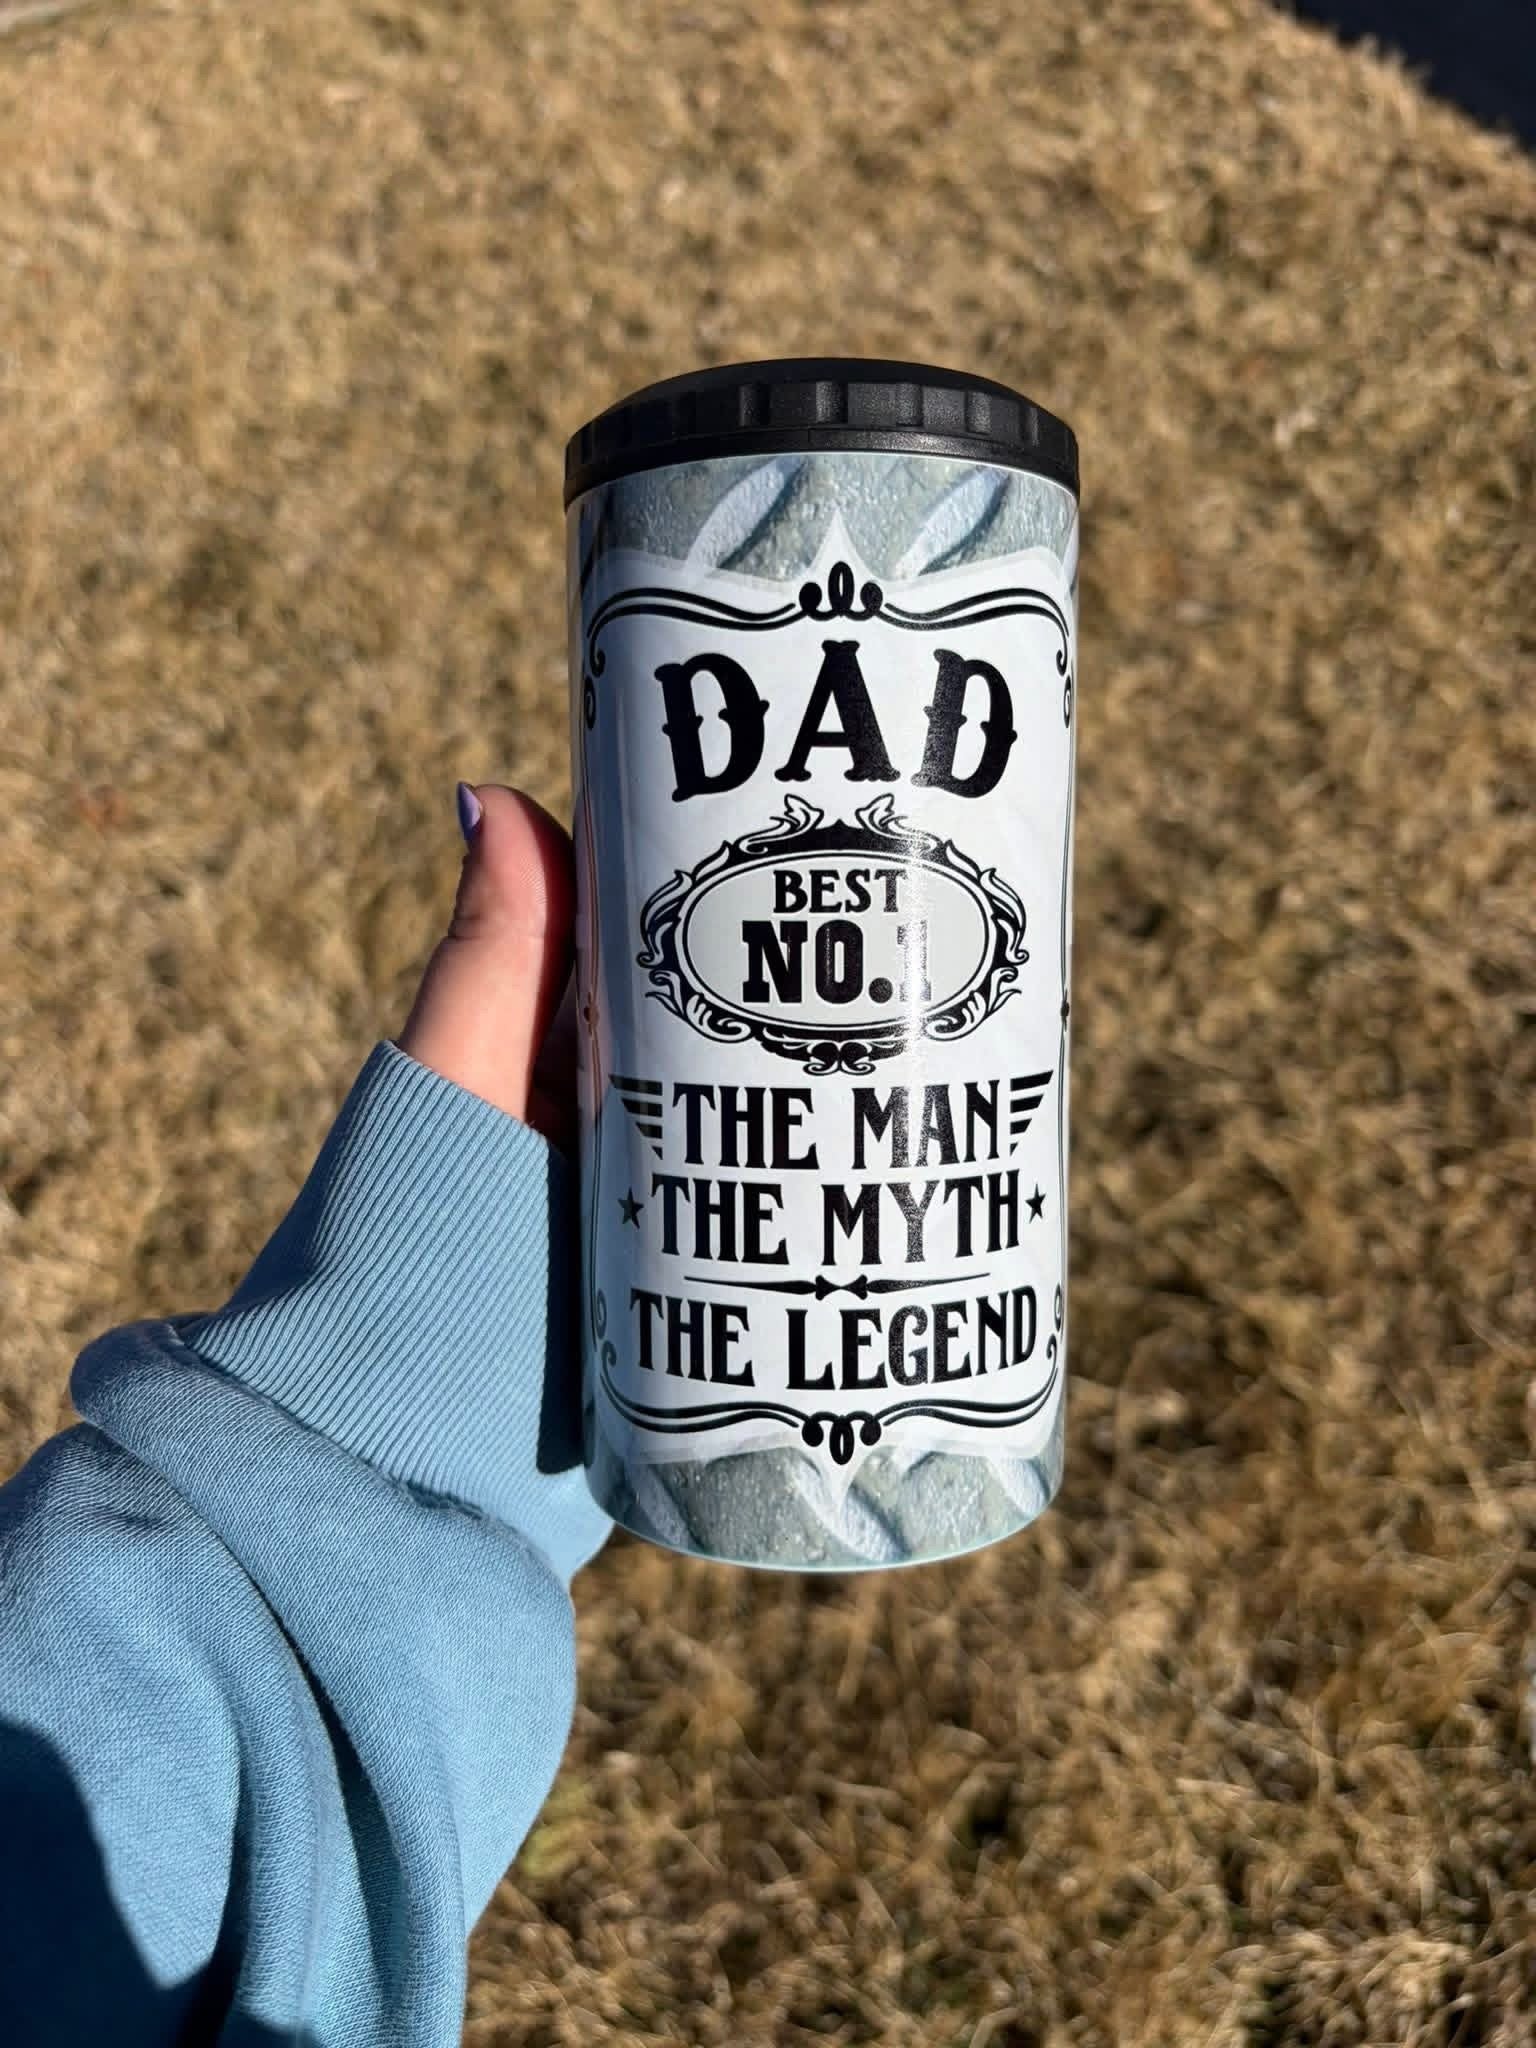 DAD
BEST
NO.1
THE MAN
THE MYTH
THE LEGEND